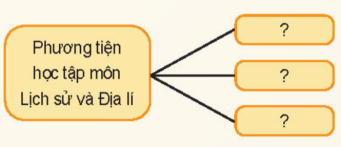 Phương tiện
học tập môn
Lịch sử và Địa lí
?
?
?